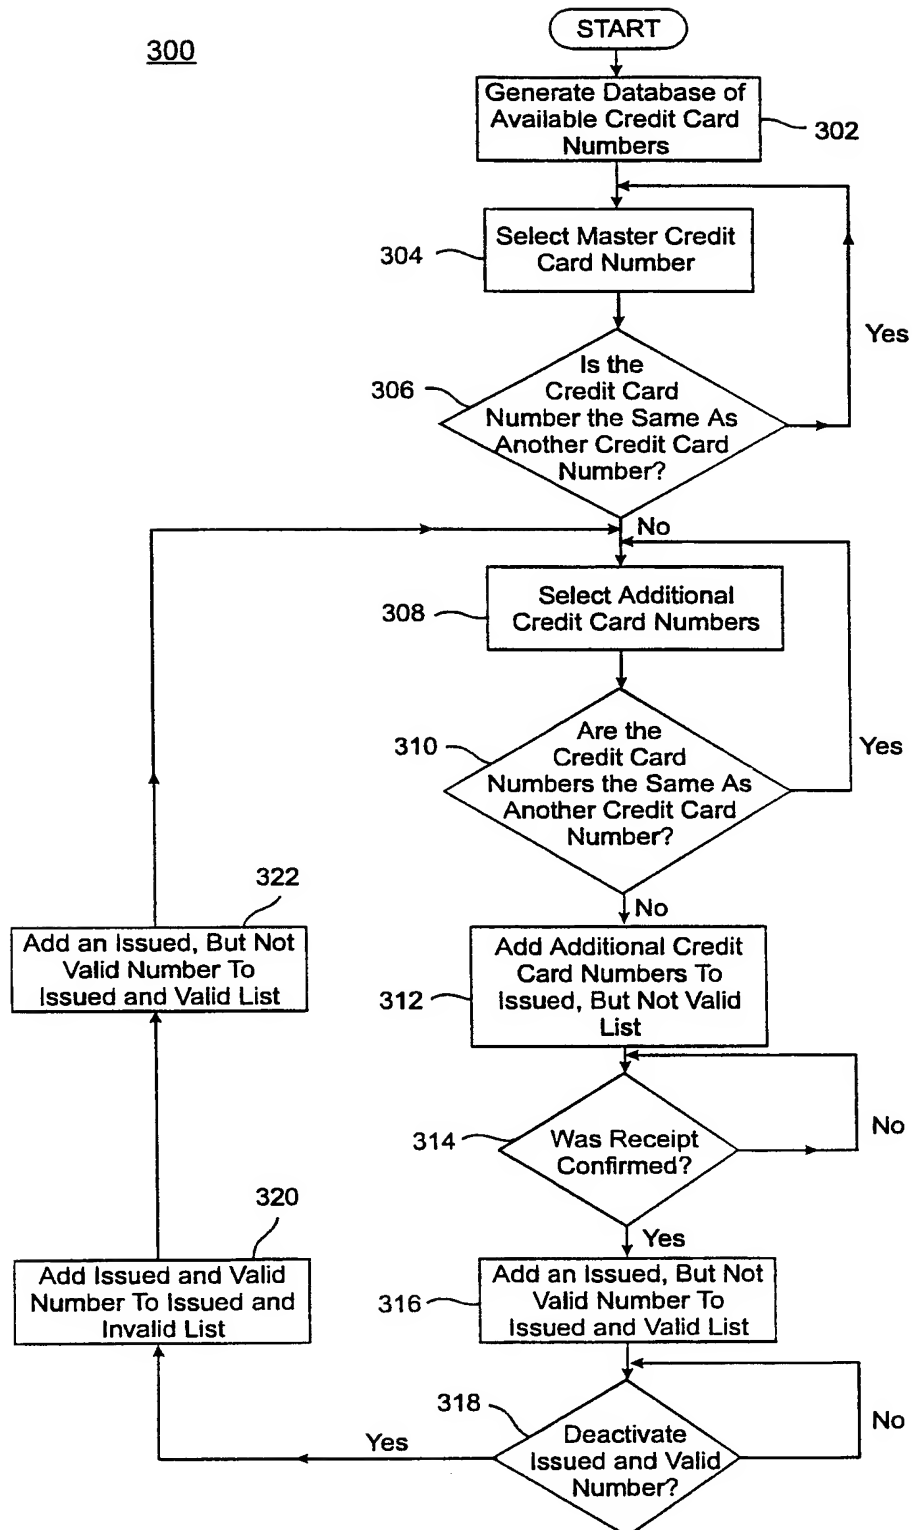 START
300
Generate Database of
Available Credit Card
Numbers
302
Select Master Credit
Card Number
304
Yes
Is the
Credit Card
Number the Same As
Another Credit Card
Number?
306
No
Select Additional
Credit Card Numbers
308
Are the
Credit Card
Numbers the Same As
Another Credit Card
Number?
310
Yes
No
322
Add an Issued, But Not
Valid Number To
Issued and Valid List
Add Additional Credit
Card Numbers To
Issued, But Not Valid
List
312
Was Receipt
Confirmed?
314
No
Yes
320
Add Issued and Valid
Number To Issued and
Invalid List
Add an Issued, But Not
Valid Number To
Issued and Valid List
316
318
Deactivate
Issued and Valid
Number?
No
Yes